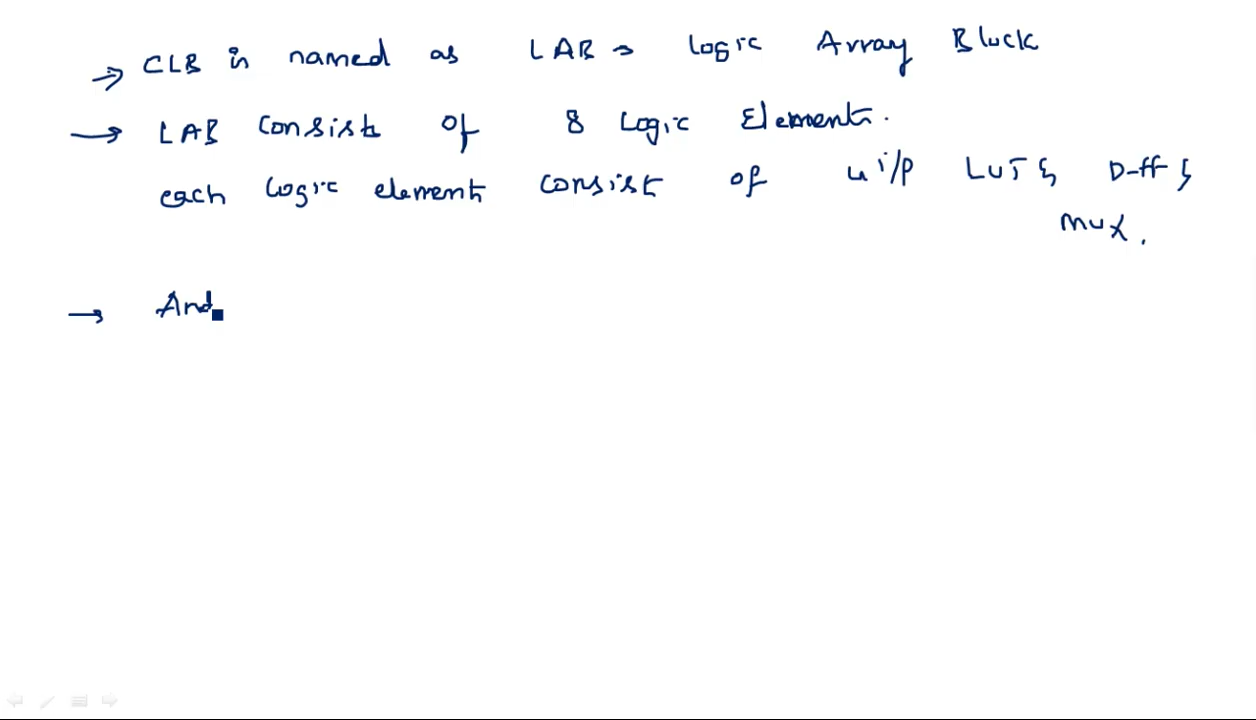 → CLB is named as LAB → Logic Array Block
→ LAB consists of 8 Logic Elements.
each Logic element consist of 4 i/p LUT & D-ff &
mux.
→ And